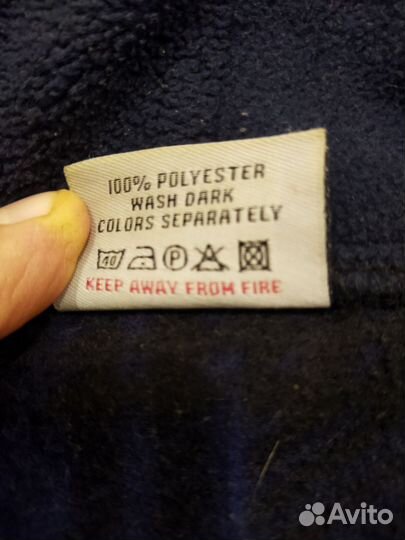 100% POLYESTER
WASH DARK
COLORS SEPARATELY
40 P
KEEP AWAY FROM FIRE
Avito